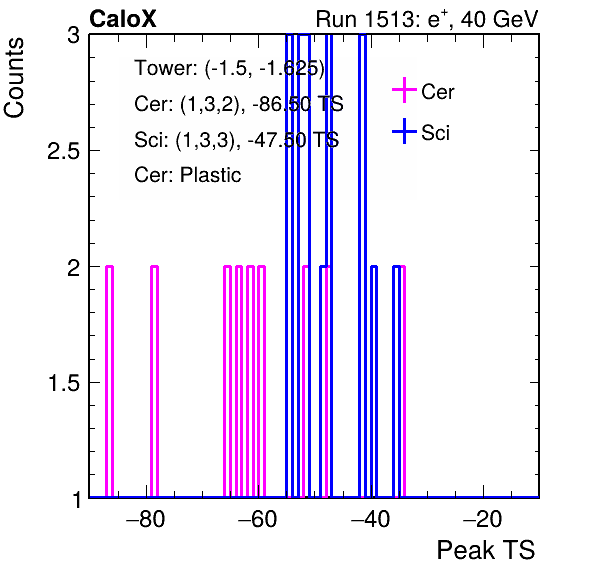 CaloX Run 1513: e⁺, 40 GeV
Counts
Tower: (-1.5, -1.625)
Cer: (1,3,2), -86.50 TS
Sci: (1,3,3), -47.50 TS
Cer: Plastic
Cer
Sci
3
2.5
2
1.5
1
−80 −60 −40 −20
Peak TS